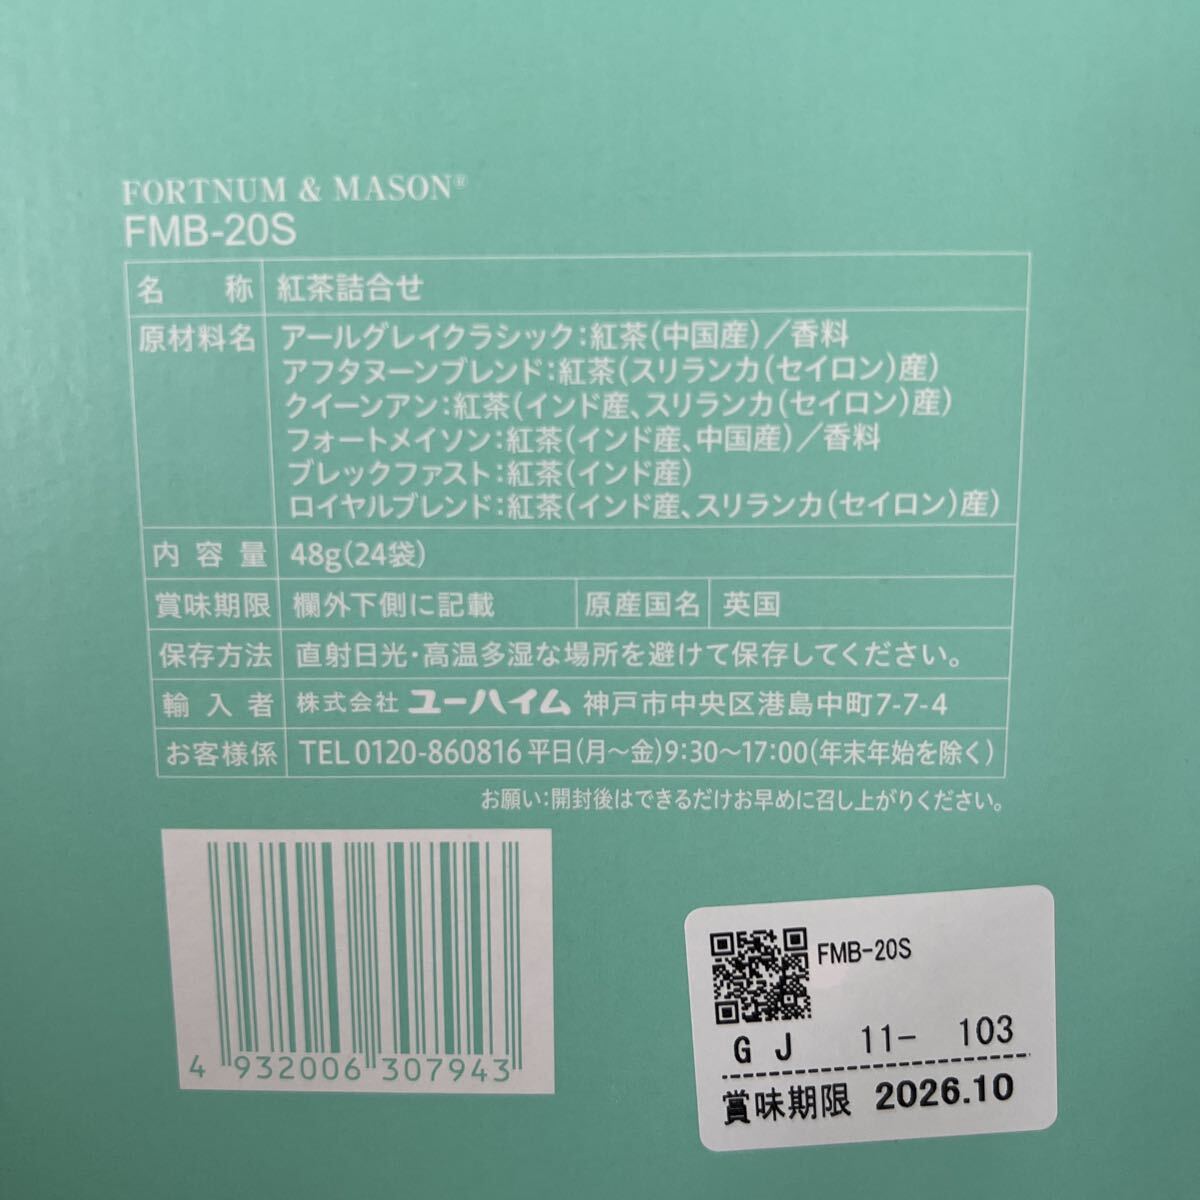 FORTNUM & MASON®
FMB-20S
名称 紅茶詰合せ
原材料名 アールグレイクラシック:紅茶(中国産)/香料
アフタヌーンブレンド:紅茶(スリランカ(セイロン)産)
クイーンアン:紅茶(インド産、スリランカ(セイロン)産)
フォートメイソン:紅茶(インド産、中国産)/香料
ブレックファスト:紅茶(インド産)
ロイヤルブレンド:紅茶(インド産、スリランカ(セイロン)産)
内容量 48g(24袋)
賞味期限 欄外下側に記載 原産国名 英国
保存方法 直射日光・高温多湿な場所を避けて保存してください。
輸入者 株式会社 ユーハイム 神戸市中央区港島中町7-7-4
お客様係 TEL 0120-860816 平日(月〜金)9:30〜17:00(年末年始を除く)
お願い:開封後はできるだけお早めに召し上がりください。
4 932006 307943
FMB-20S
GJ 11- 103
賞味期限 2026.10